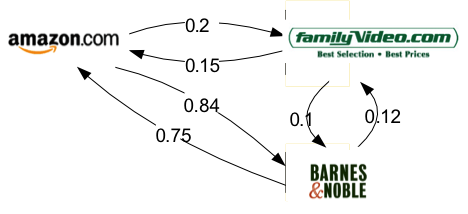 0.2
amazon.com
familyVideo.com
Best Selection • Best Prices
0.15
0.84
0.1
0.12
0.75
BARNES
&NOBLE